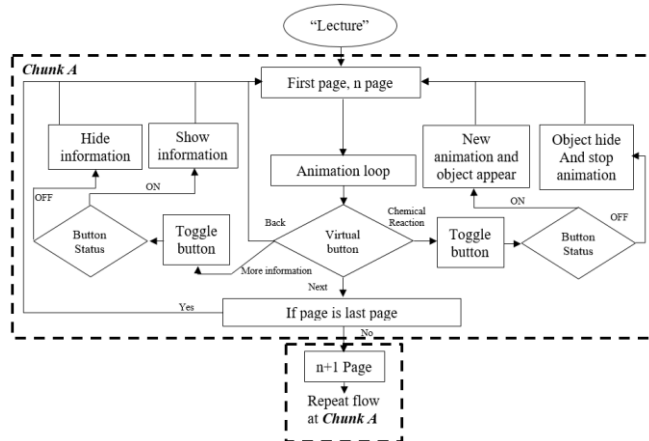 “Lecture”
Chunk A
First page, n page
Hide
information
Show
information
New
animation and
object appear
Object hide
And stop
animation
Animation loop
OFF
ON
Back
Chemical
Reaction
ON
OFF
Button
Status
Toggle
button
Virtual
button
Toggle
button
Button
Status
More information
Next
Yes
If page is last page
No
n+1 Page
Repeat flow
at Chunk A